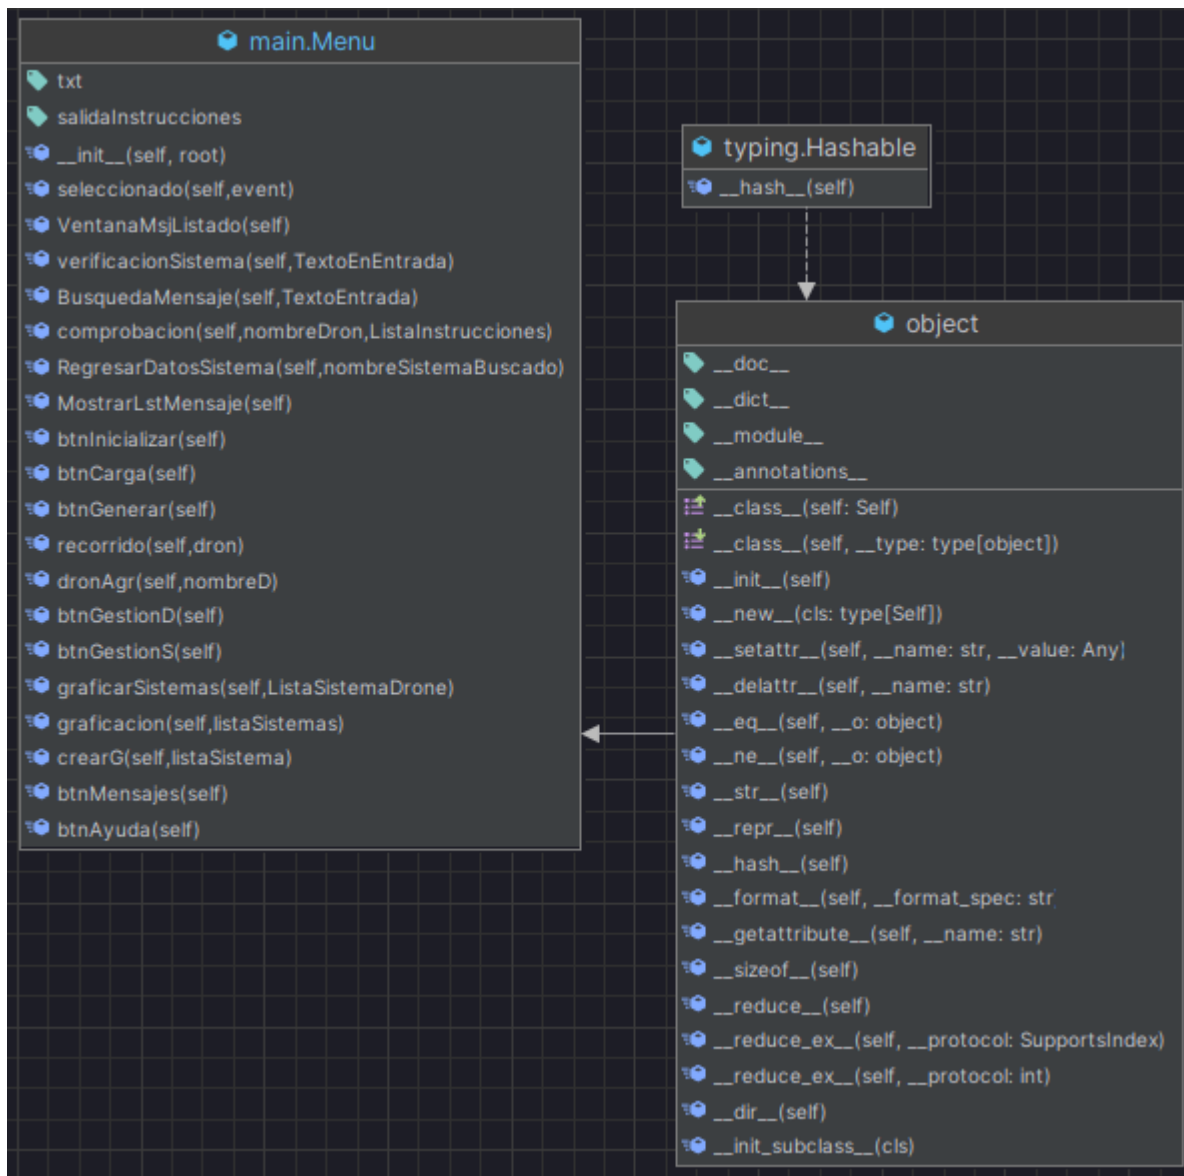 main.Menu
txt
salidaInstrucciones
__init__(self, root)
seleccionado(self,event)
VentanaMsjListado(self)
verificacionSistema(self,TextoEnEntrada)
BusquedaMensaje(self,TextoEntrada)
comprobacion(self,nombreDron,ListaInstrucciones)
RegresarDatosSistema(self,nombreSistemaBuscado)
MostrarLstMensaje(self)
btnInicializar(self)
btnCarga(self)
btnGenerar(self)
recorrido(self,dron)
dronAgr(self,nombreD)
btnGestionD(self)
btnGestionS(self)
graficarSistemas(self,ListaSistemaDrone)
graficacion(self,listaSistemas)
crearG(self,listaSistema)
btnMensajes(self)
btnAyuda(self)
typing.Hashable
__hash__(self)
object
__doc__
__dict__
__module__
__annotations__
__class__(self: Self)
__class__(self, __type: type[object])
__init__(self)
__new__(cls: type[Self])
__setattr__(self, __name: str, __value: Any)
__delattr__(self, __name: str)
__eq__(self, __o: object)
__ne__(self, __o: object)
__str__(self)
__repr__(self)
__hash__(self)
__format__(self, __format_spec: str
__getattribute__(self, __name: str)
__sizeof__(self)
__reduce__(self)
__reduce_ex__(self, __protocol: SupportsIndex)
__reduce_ex__(self, __protocol: int)
__dir__(self)
__init_subclass__(cls)